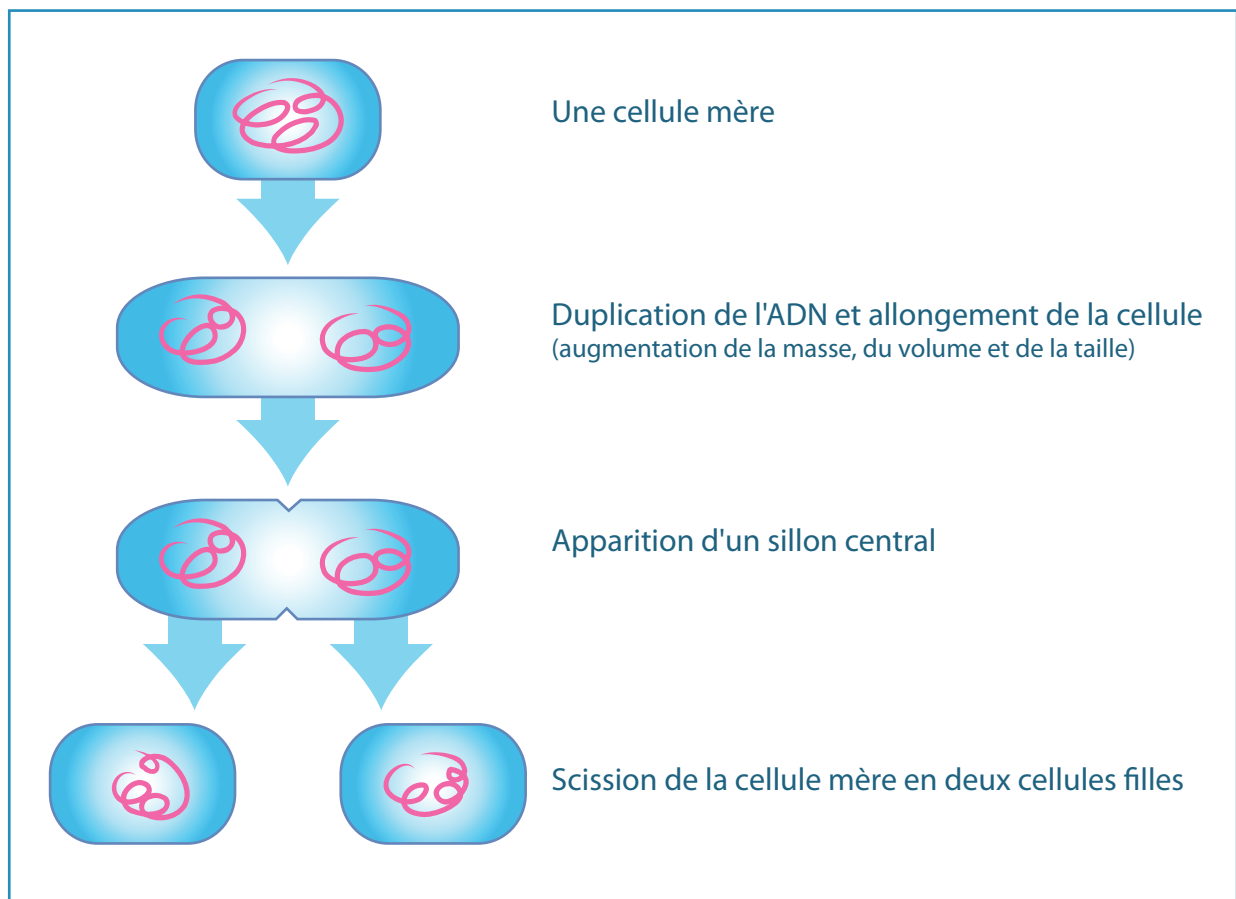 Une cellule mère
Duplication de l'ADN et allongement de la cellule
(augmentation de la masse, du volume et de la taille)
Apparition d'un sillon central
Scission de la cellule mère en deux cellules filles